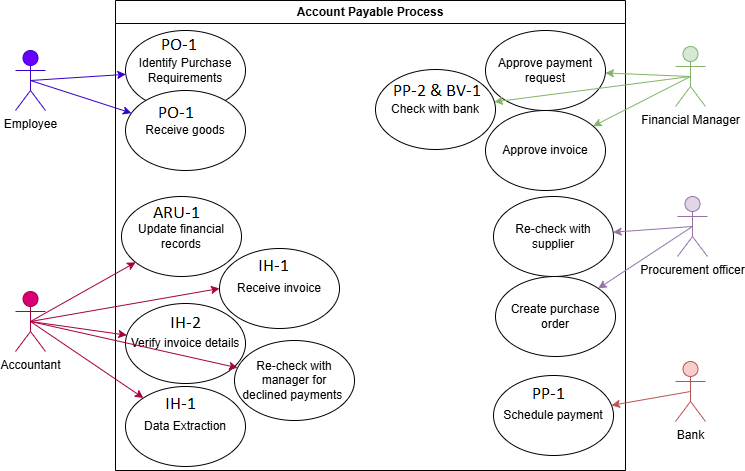 Account Payable Process
PO-1
Identify Purchase
Requirements
PO-1
Receive goods
Employee
Approve payment
request
PP-2 & BV-1
Check with bank
Approve invoice
Financial Manager
ARU-1
Update financial
records
IH-1
Receive invoice
IH-2
Verify invoice details
Re-check with
manager for
declined payments
IH-1
Data Extraction
Accountant
Re-check with
supplier
Create purchase
order
Procurement officer
PP-1
Schedule payment
Bank